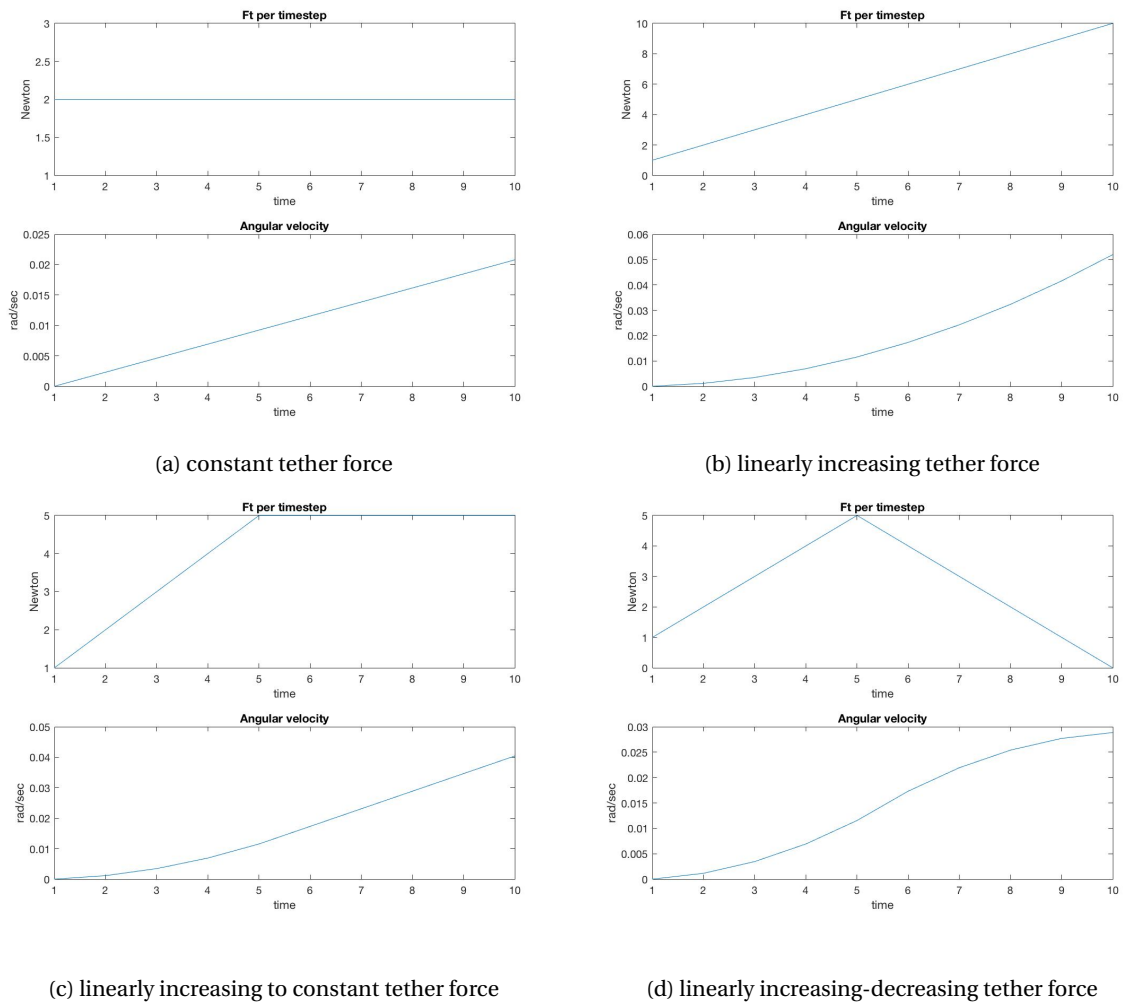 Ft per timestep
3
2.5
2
1.5
1
Newton
1 2 3 4 5 6 7 8 9 10
time
Angular velocity
0.025
0.02
0.015
0.01
0.005
0
rad/sec
1 2 3 4 5 6 7 8 9 10
time
(a) constant tether force
Ft per timestep
10
8
6
4
2
0
Newton
1 2 3 4 5 6 7 8 9 10
time
Angular velocity
0.06
0.05
0.04
0.03
0.02
0.01
0
rad/sec
1 2 3 4 5 6 7 8 9 10
time
(b) linearly increasing tether force
Ft per timestep
5
4
3
2
1
Newton
1 2 3 4 5 6 7 8 9 10
time
Angular velocity
0.05
0.04
0.03
0.02
0.01
0
rad/sec
1 2 3 4 5 6 7 8 9 10
time
(c) linearly increasing to constant tether force
Ft per timestep
5
4
3
2
1
0
Newton
1 2 3 4 5 6 7 8 9 10
time
Angular velocity
0.03
0.025
0.02
0.015
0.01
0.005
0
rad/sec
1 2 3 4 5 6 7 8 9 10
time
(d) linearly increasing-decreasing tether force